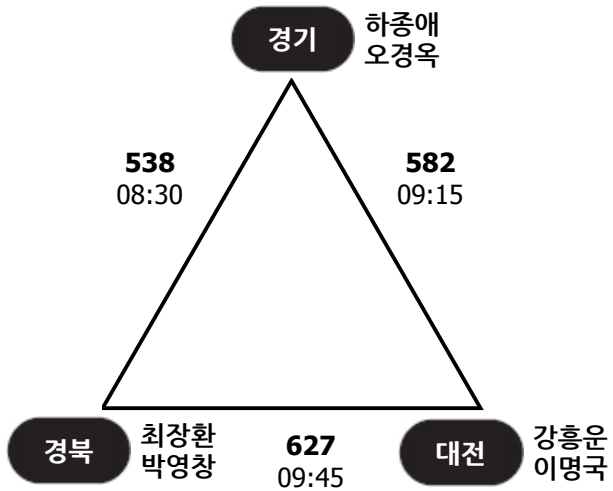 경기
하종애
오경옥
538
08:30
582
09:15
경북
최장환
박영창
627
09:45
대전
강흥운
이명국